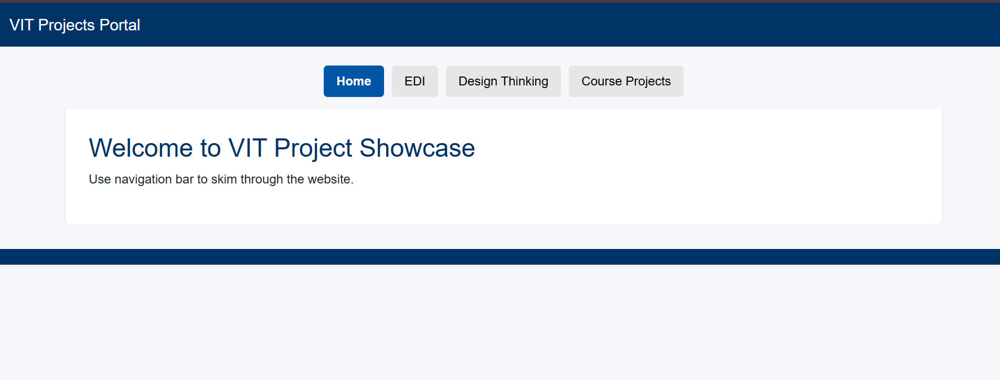 VIT Projects Portal
Home EDI Design Thinking Course Projects
Welcome to VIT Project Showcase
Use navigation bar to skim through the website.